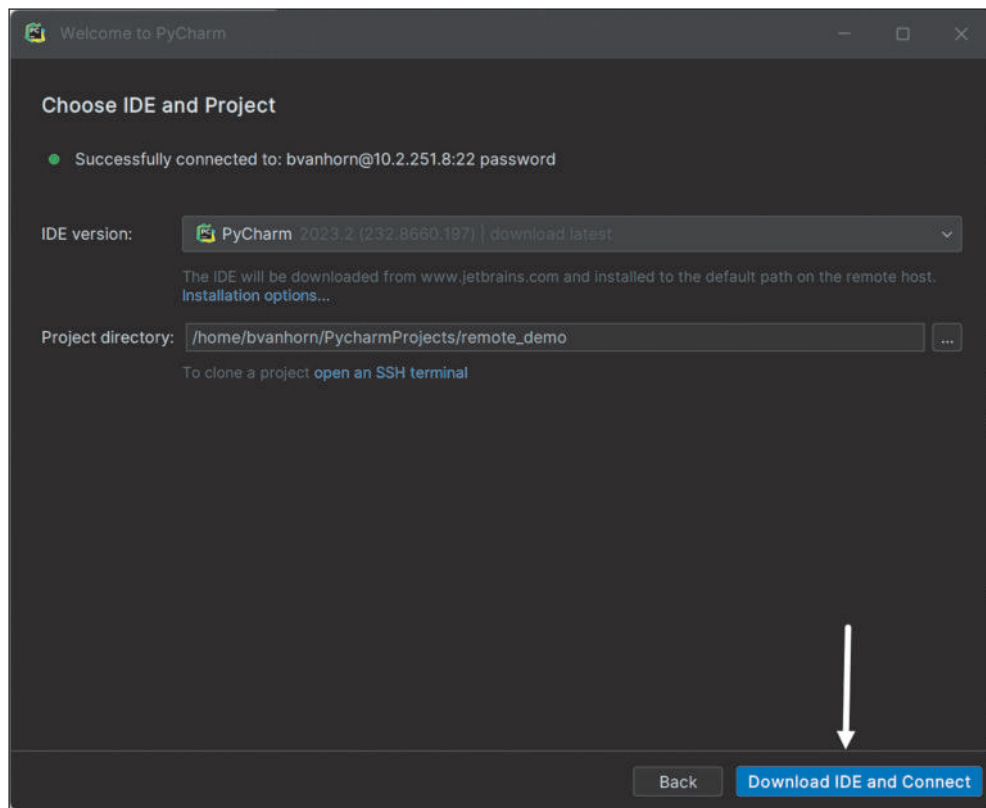 Welcome to PyCharm
Choose IDE and Project
Successfully connected to: bvanhorn@10.2.251.8:22 password
IDE version: PyCharm 2023.2 (232.8660.197) | download latest
The IDE will be downloaded from www.jetbrains.com and installed to the default path on the remote host.
Installation options...
Project directory: /home/bvanhorn/PycharmProjects/remote_demo ...
To clone a project open an SSH terminal
Back Download IDE and Connect